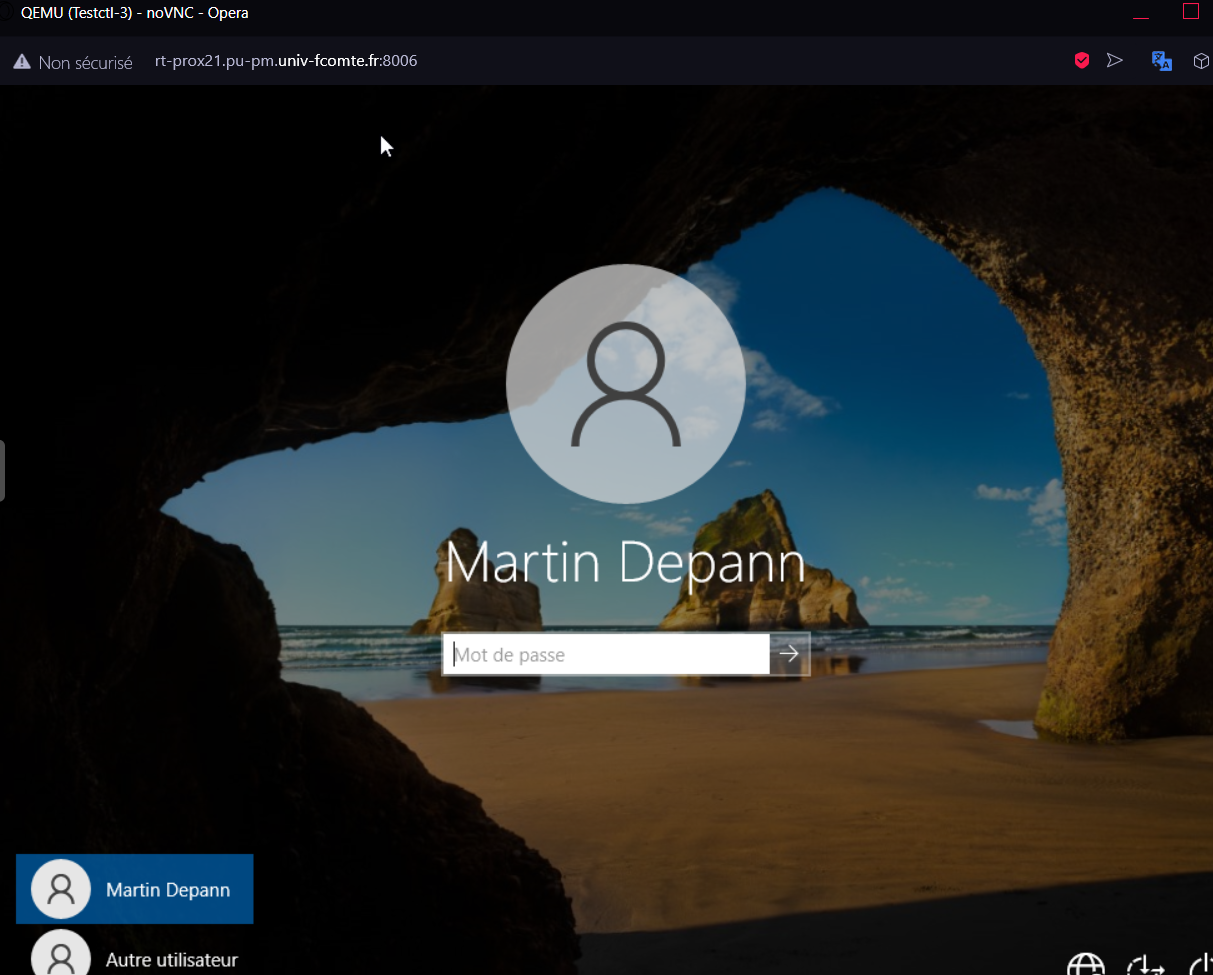 QEMU (Testctl-3) - noVNC - Opera
Non sécurisé rt-prox21.pu-pm.univ-fcomte.fr:8006
Martin Depann
Mot de passe
Martin Depann
Autre utilisateur